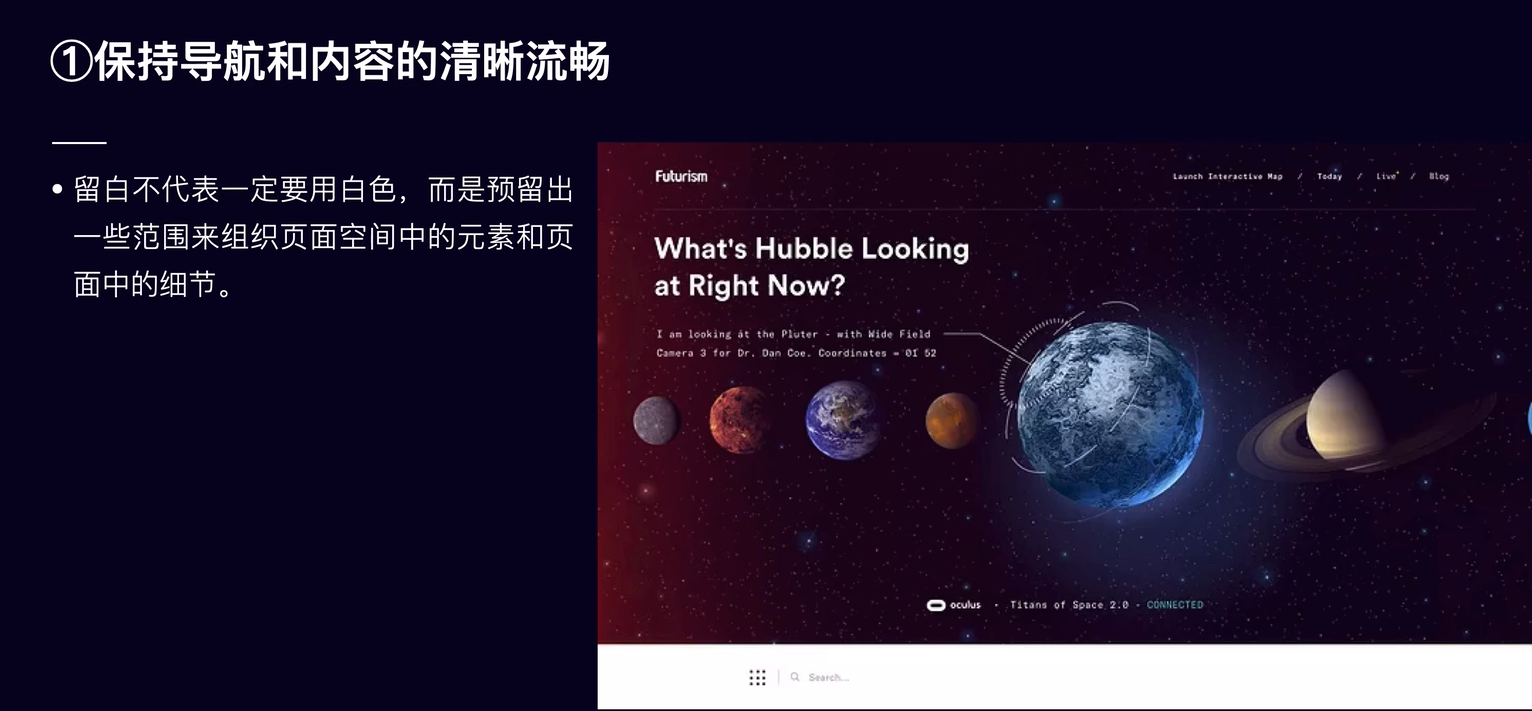 ①保持导航和内容的清晰流畅
• 留白不代表一定要用白色，而是预留出
一些范围来组织页面空间中的元素和页
面中的细节。
Futurism
Launch Interactive Map / Today / Live / Blog
What's Hubble Looking
at Right Now?
I am looking at the Pluter - with Wide Field
Camera 3 for Dr. Dan Coe. Coordinates = 01 52
oculus - Titans of Space 2.0 - CONNECTED
Search...